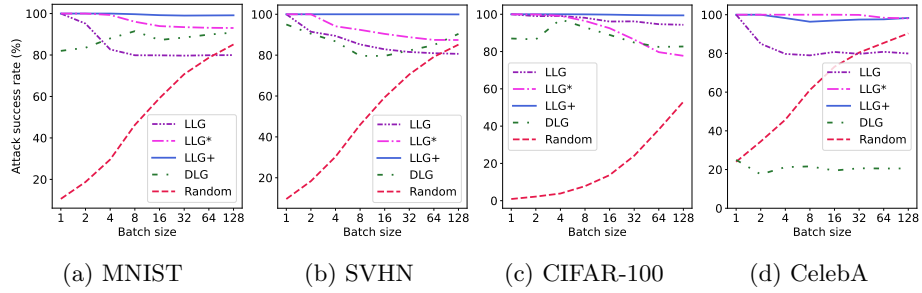 Attack success rate (%)
100
80
60
40
20
1 2 4 8 16 32 64 128
Batch size
LLG
LLG*
LLG+
DLG
Random
(a) MNIST
100
80
60
40
20
1 2 4 8 16 32 64 128
Batch size
LLG
LLG*
LLG+
DLG
Random
(b) SVHN
100
80
60
40
20
0
1 2 4 8 16 32 64 128
Batch size
LLG
LLG*
LLG+
DLG
Random
(c) CIFAR-100
100
80
60
40
20
0
1 2 4 8 16 32 64 128
Batch size
LLG
LLG*
LLG+
DLG
Random
(d) CelebA